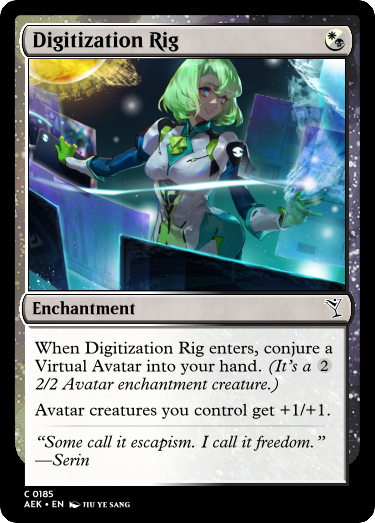 Digitization Rig
Enchantment
When Digitization Rig enters, conjure a
Virtual Avatar into your hand. (It's a 2
2/2 Avatar enchantment creature.)
Avatar creatures you control get +1/+1.
“Some call it escapism. I call it freedom.”
—Serin
C 0185
AEK • EN JIU YE SANG